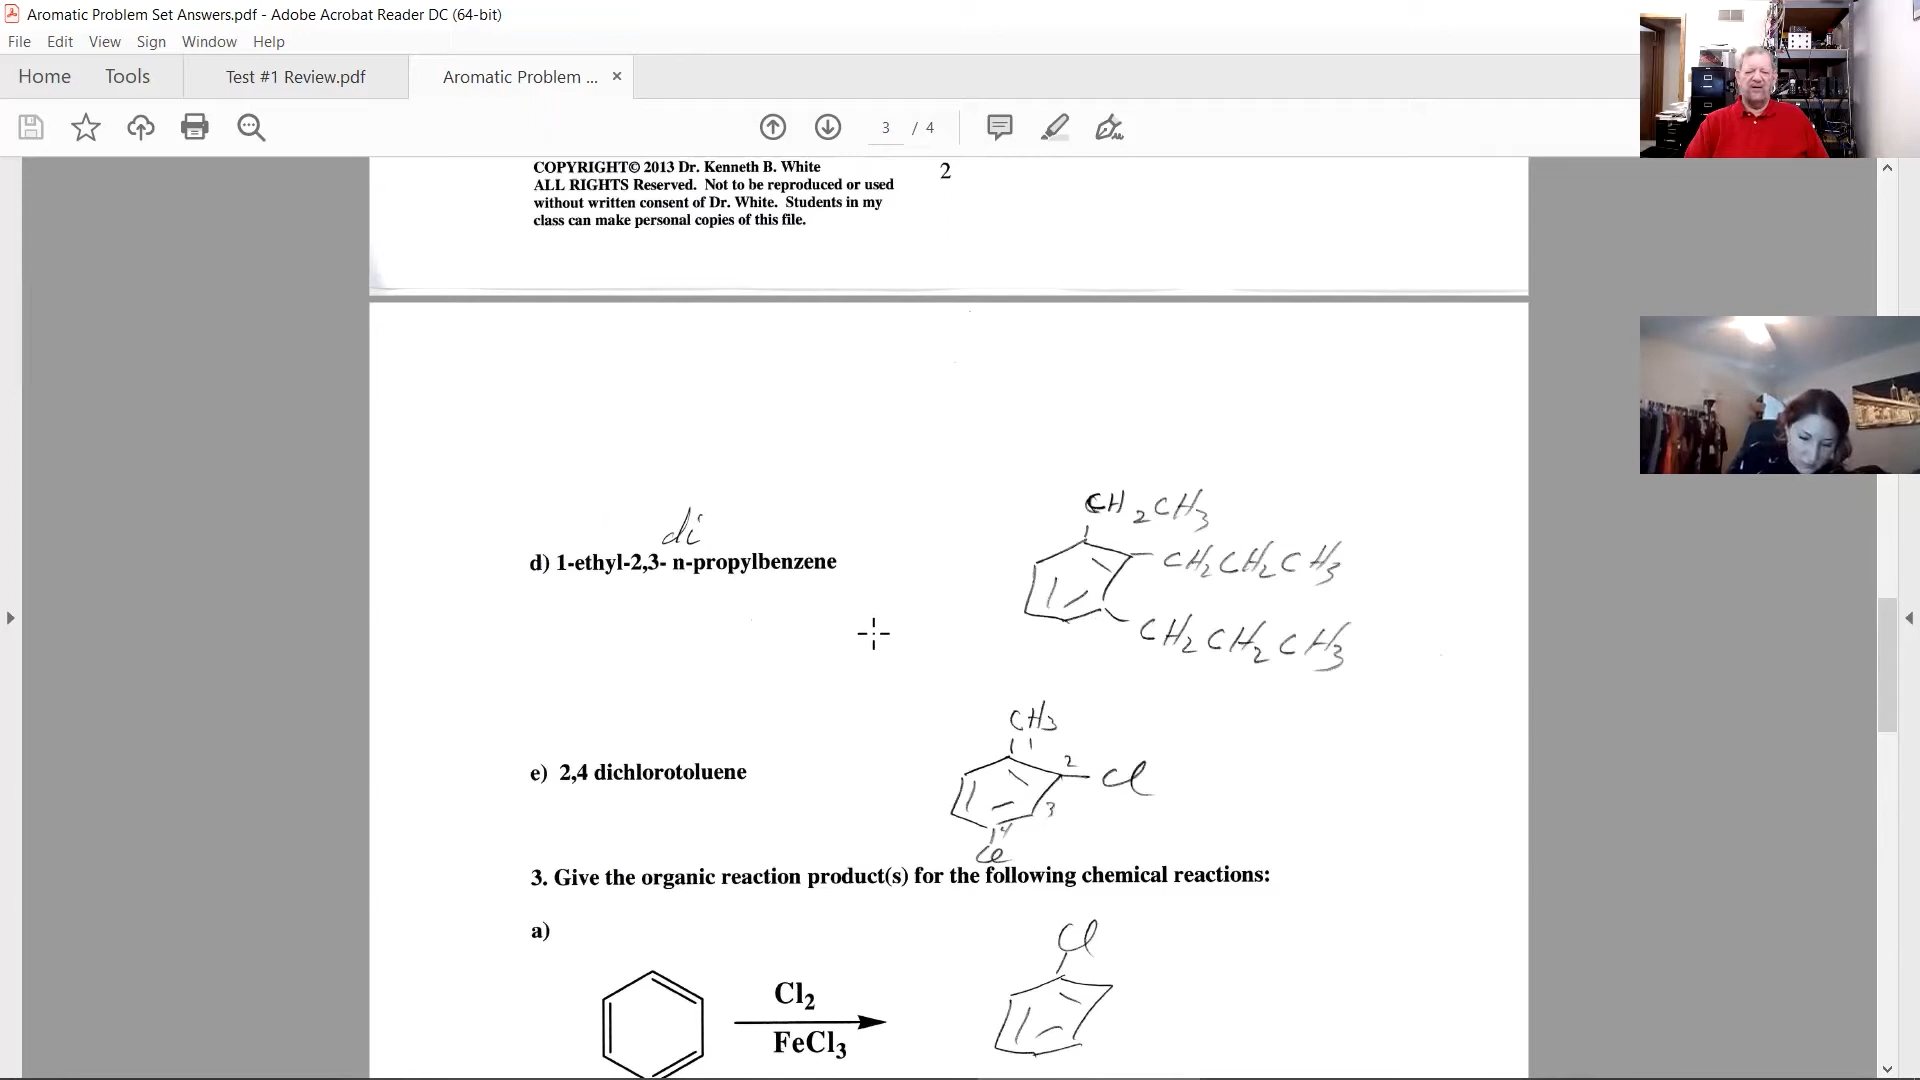 Aromatic Problem Set Answers.pdf - Adobe Acrobat Reader DC (64-bit)
File Edit View Sign Window Help
Home Tools Test #1 Review.pdf Aromatic Problem ... ×
3 / 4
COPYRIGHT© 2013 Dr. Kenneth B. White
ALL RIGHTS Reserved. Not to be reproduced or used
without written consent of Dr. White. Students in my
class can make personal copies of this file.
2
di
d) 1-ethyl-2,3- n-propylbenzene
CH2CH3
CH2CH2CH3
CH2CH2CH3
e) 2,4 dichlorotoluene
CH3
1
2
Cl
3
4
Cl
3. Give the organic reaction product(s) for the following chemical reactions:
a)
Cl2
FeCl3
Cl